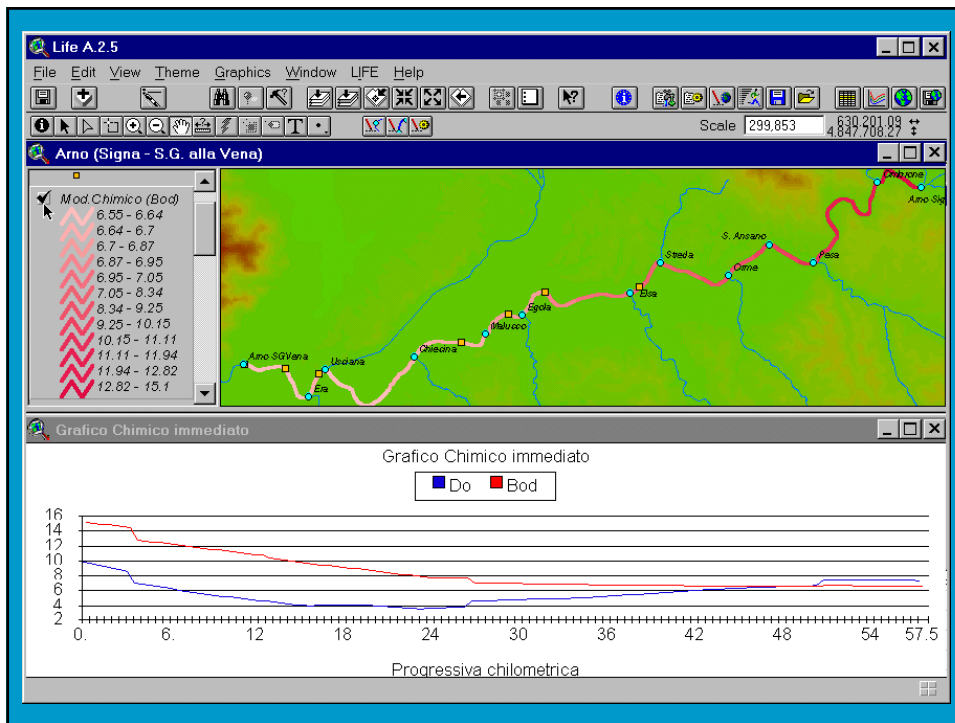 Life A.2.5
File Edit View Theme Graphics Window LIFE Help
Scale 299,853
630.201.09
4.847.708.27
Arno (Signa - S.G. alla Vena)
Mod.Chimico (Bod)
6.55 - 6.64
6.64 - 6.7
6.7 - 6.87
6.87 - 6.95
6.95 - 7.05
7.05 - 8.34
8.34 - 9.25
9.25 - 10.15
10.15 - 11.11
11.11 - 11.94
11.94 - 12.82
12.82 - 15.1
Ombrone
Arno Sig
S. Ansano
Streda
Pesa
Orme
Elsa
Egola
Malucco
Chiecina
Arno SGVena
Usciana
Era
Grafico Chimico immediato
Grafico Chimico immediato
Do Bod
16
14
12
10
8
6
4
2
0. 6. 12 18 24 30 36 42 48 54 57.5
Progressiva chilometrica